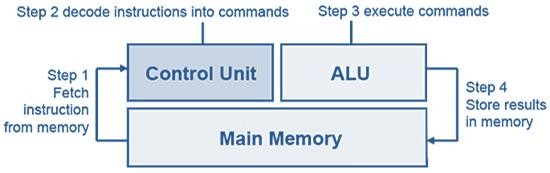 Step 2 decode instructions into commands
Step 3 execute commands
Step 1
Fetch
instruction
from memory
Control Unit
ALU
Step 4
Store results
in memory
Main Memory